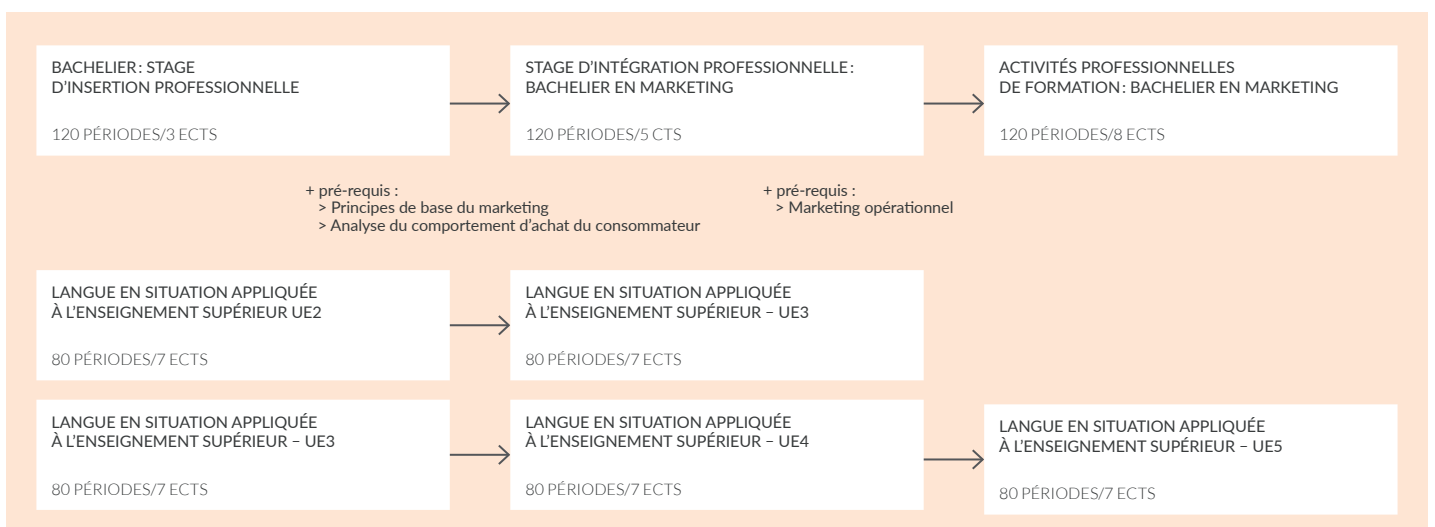 BACHELIER : STAGE
D'INSERTION PROFESSIONNELLE
120 PÉRIODES/3 ECTS
STAGE D'INTÉGRATION PROFESSIONNELLE :
BACHELIER EN MARKETING
120 PÉRIODES/5 CTS
ACTIVITÉS PROFESSIONNELLES
DE FORMATION : BACHELIER EN MARKETING
120 PÉRIODES/8 ECTS
+ pré-requis :
> Principes de base du marketing
> Analyse du comportement d'achat du consommateur
+ pré-requis :
> Marketing opérationnel
LANGUE EN SITUATION APPLIQUÉE
À L'ENSEIGNEMENT SUPÉRIEUR UE2
80 PÉRIODES/7 ECTS
LANGUE EN SITUATION APPLIQUÉE
À L'ENSEIGNEMENT SUPÉRIEUR – UE3
80 PÉRIODES/7 ECTS
LANGUE EN SITUATION APPLIQUÉE
À L'ENSEIGNEMENT SUPÉRIEUR – UE3
80 PÉRIODES/7 ECTS
LANGUE EN SITUATION APPLIQUÉE
À L'ENSEIGNEMENT SUPÉRIEUR – UE4
80 PÉRIODES/7 ECTS
LANGUE EN SITUATION APPLIQUÉE
À L'ENSEIGNEMENT SUPÉRIEUR – UE5
80 PÉRIODES/7 ECTS